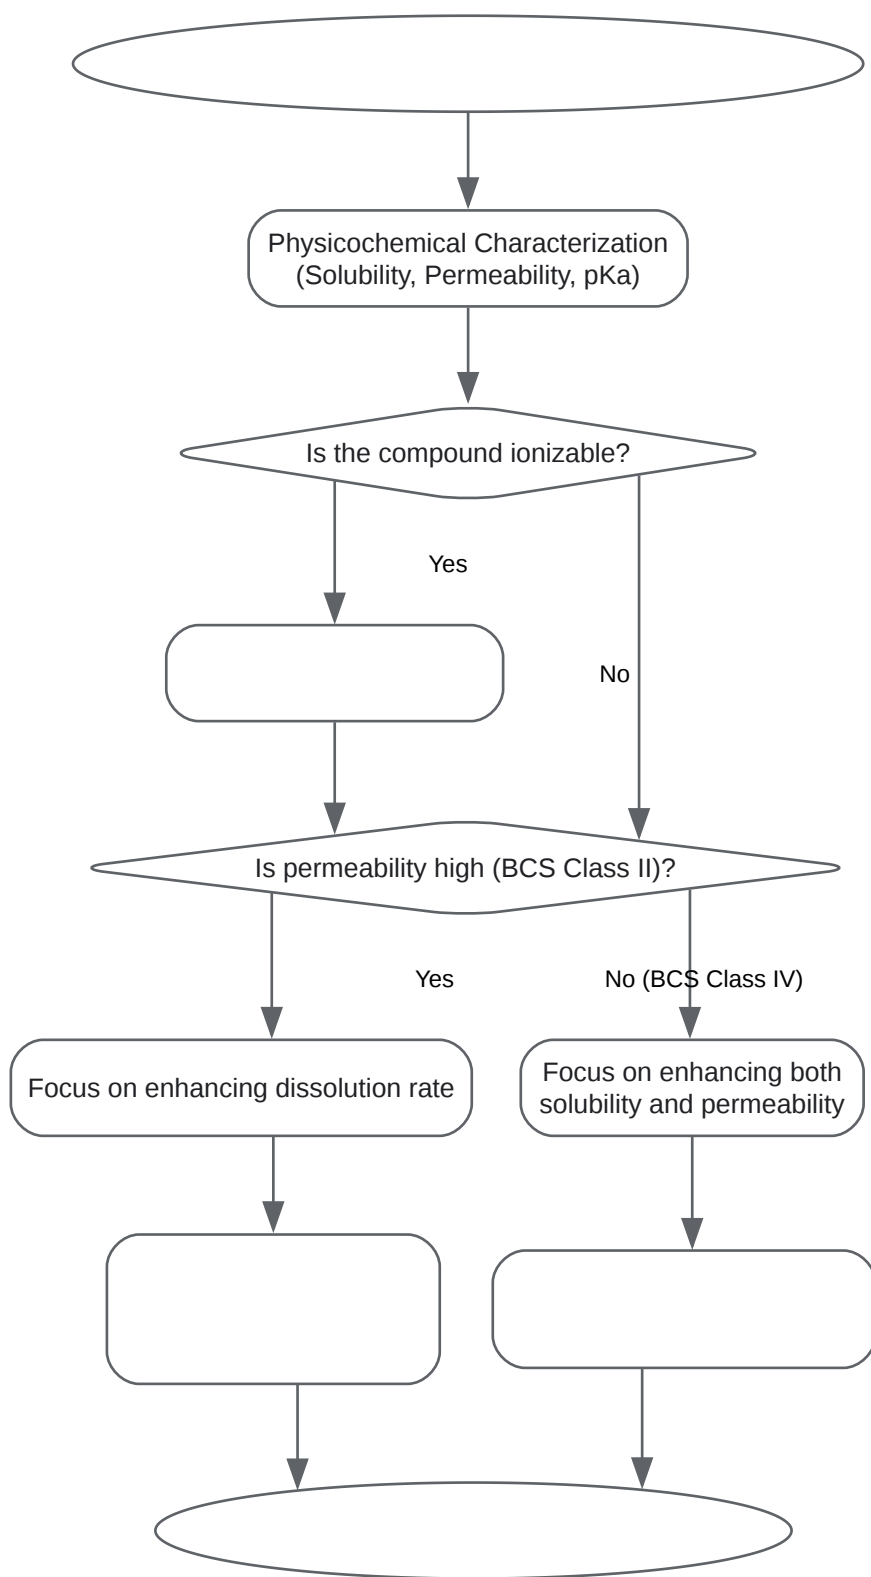 Physicochemical Characterization
(Solubility, Permeability, pKa)
Is the compound ionizable?
Yes
No
Is permeability high (BCS Class II)?
Yes
No (BCS Class IV)
Focus on enhancing dissolution rate
Focus on enhancing both
solubility and permeability